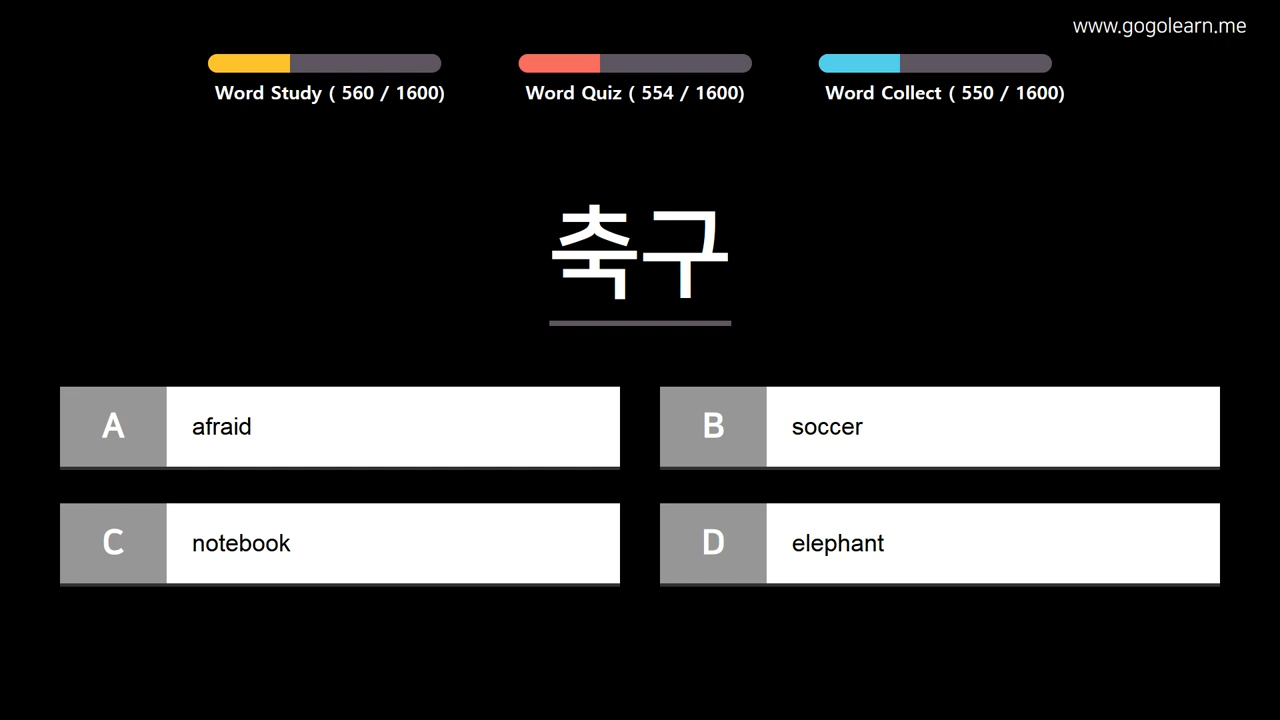 www.gogolearn.me
Word Study ( 560 / 1600)
Word Quiz ( 554 / 1600)
Word Collect ( 550 / 1600)
축구
A afraid
B soccer
C notebook
D elephant